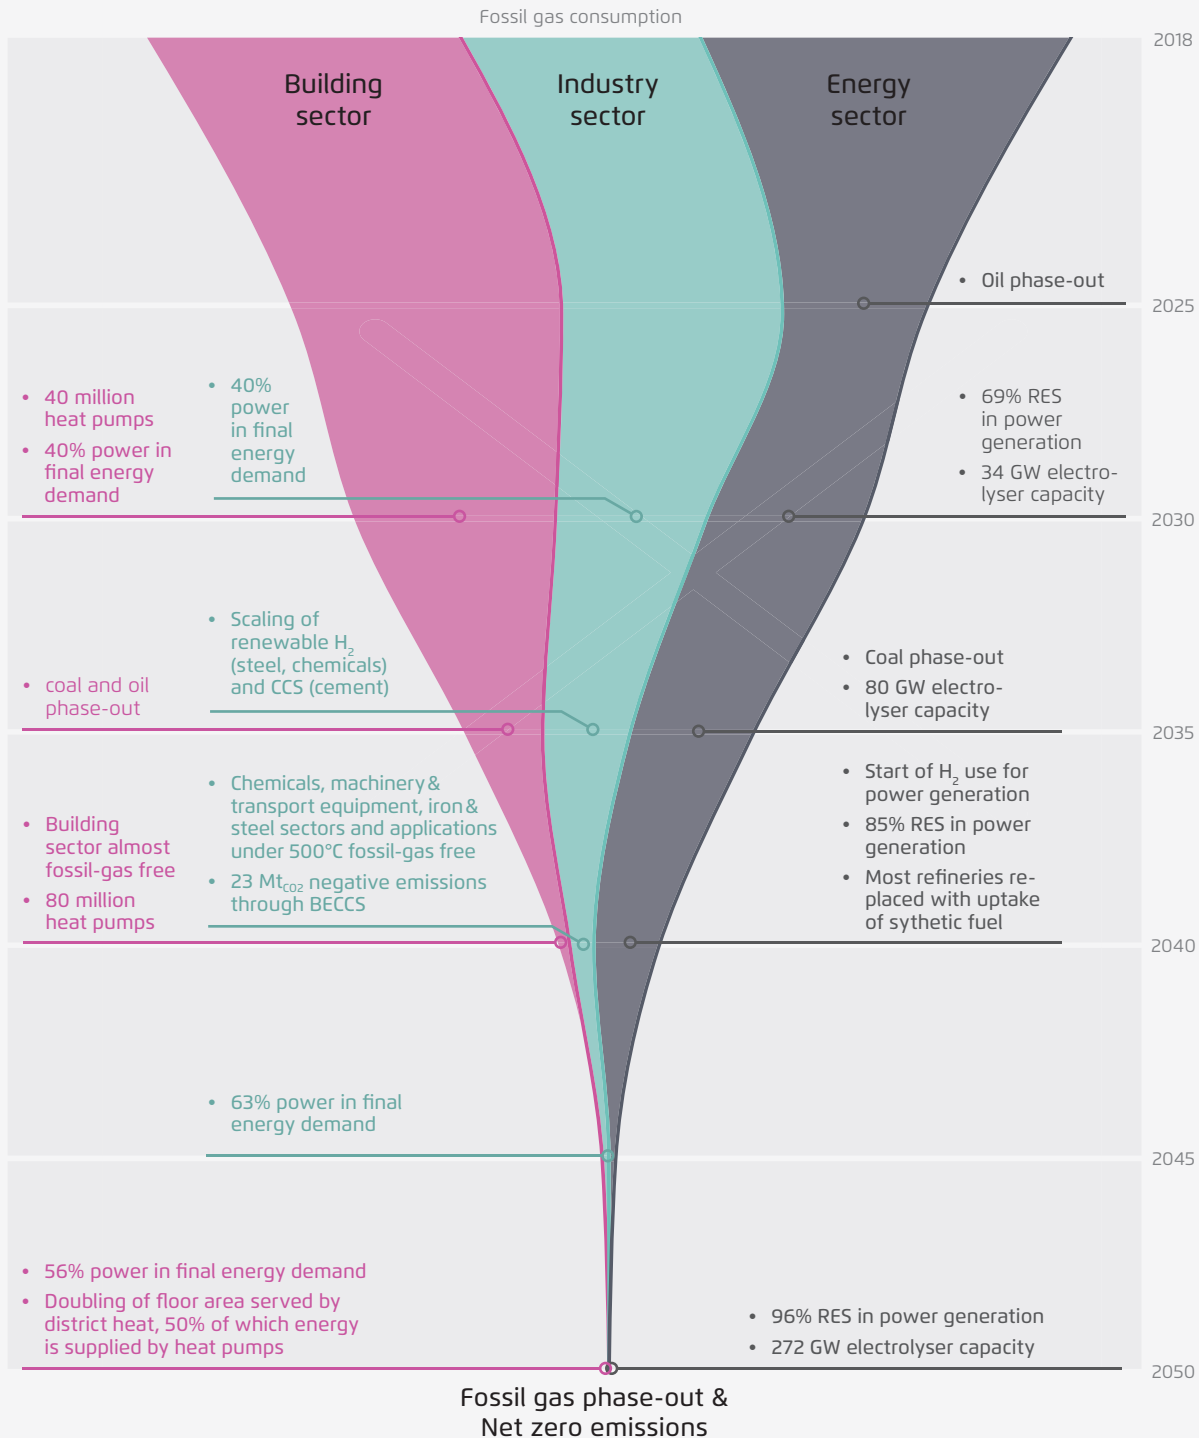 Fossil gas consumption
2018
Building
sector
Industry
sector
Energy
sector
• Oil phase-out
2025
• 40 million
heat pumps
• 40% power in
final energy
demand
• 40%
power
in final
energy
demand
• 69% RES
in power
generation
• 34 GW electro-
lyser capacity
2030
• coal and oil
phase-out
• Scaling of
renewable H2
(steel, chemicals)
and CCS (cement)
• Coal phase-out
• 80 GW electro-
lyser capacity
2035
• Building
sector almost
fossil-gas free
• 80 million
heat pumps
• Chemicals, machinery &
transport equipment, iron &
steel sectors and applications
under 500°C fossil-gas free
• 23 MtCO2 negative emissions
through BECCS
• Start of H2 use for
power generation
• 85% RES in power
generation
• Most refineries re-
placed with uptake
of sythetic fuel
2040
• 63% power in final
energy demand
2045
• 56% power in final energy demand
• Doubling of floor area served by
district heat, 50% of which energy
is supplied by heat pumps
• 96% RES in power generation
• 272 GW electrolyser capacity
2050
Fossil gas phase-out &
Net zero emissions